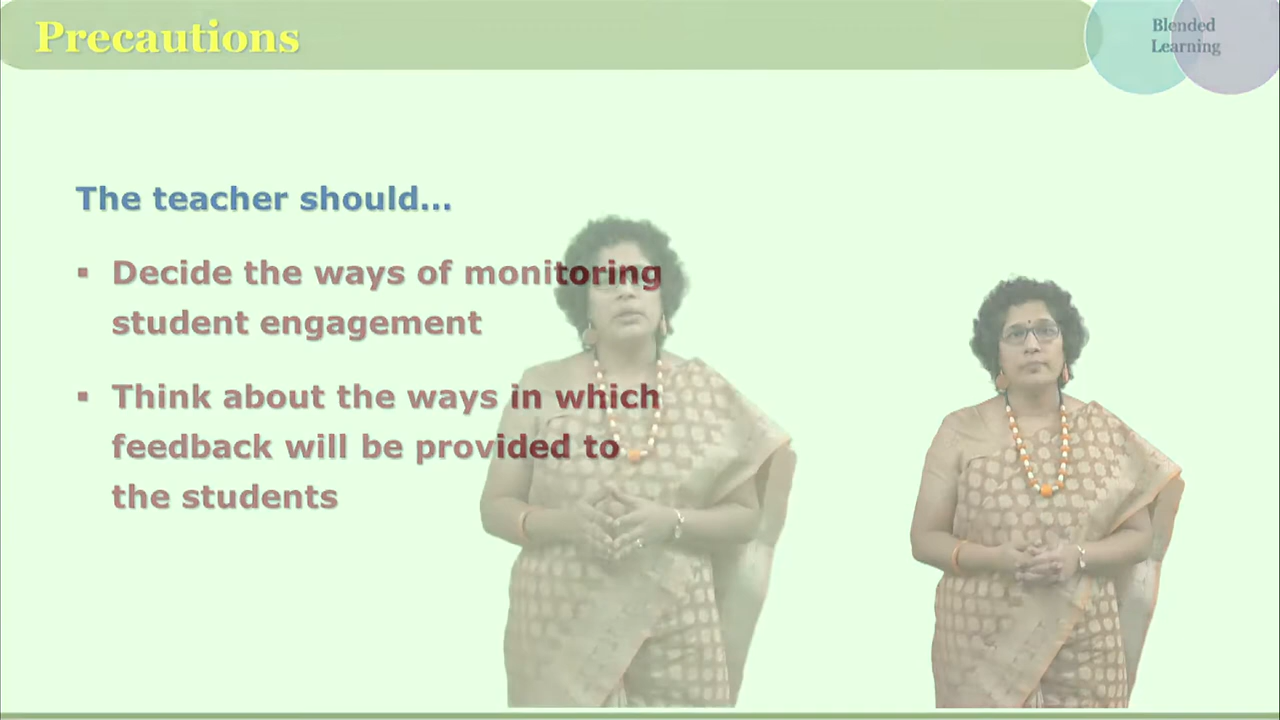 Precautions
Blended
Learning
The teacher should...
▪ Decide the ways of monitoring
student engagement
▪ Think about the ways in which
feedback will be provided to
the students